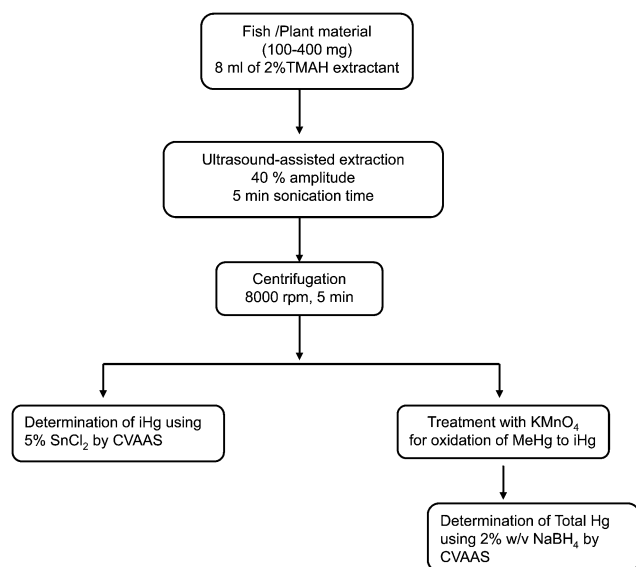 Fish /Plant material
(100-400 mg)
8 ml of 2%TMAH extractant
Ultrasound-assisted extraction
40 % amplitude
5 min sonication time
Centrifugation
8000 rpm, 5 min
Determination of iHg using
5% SnCl₂ by CVAAS
Treatment with KMnO₄
for oxidation of MeHg to iHg
Determination of Total Hg
using 2% w/v NaBH₄ by
CVAAS